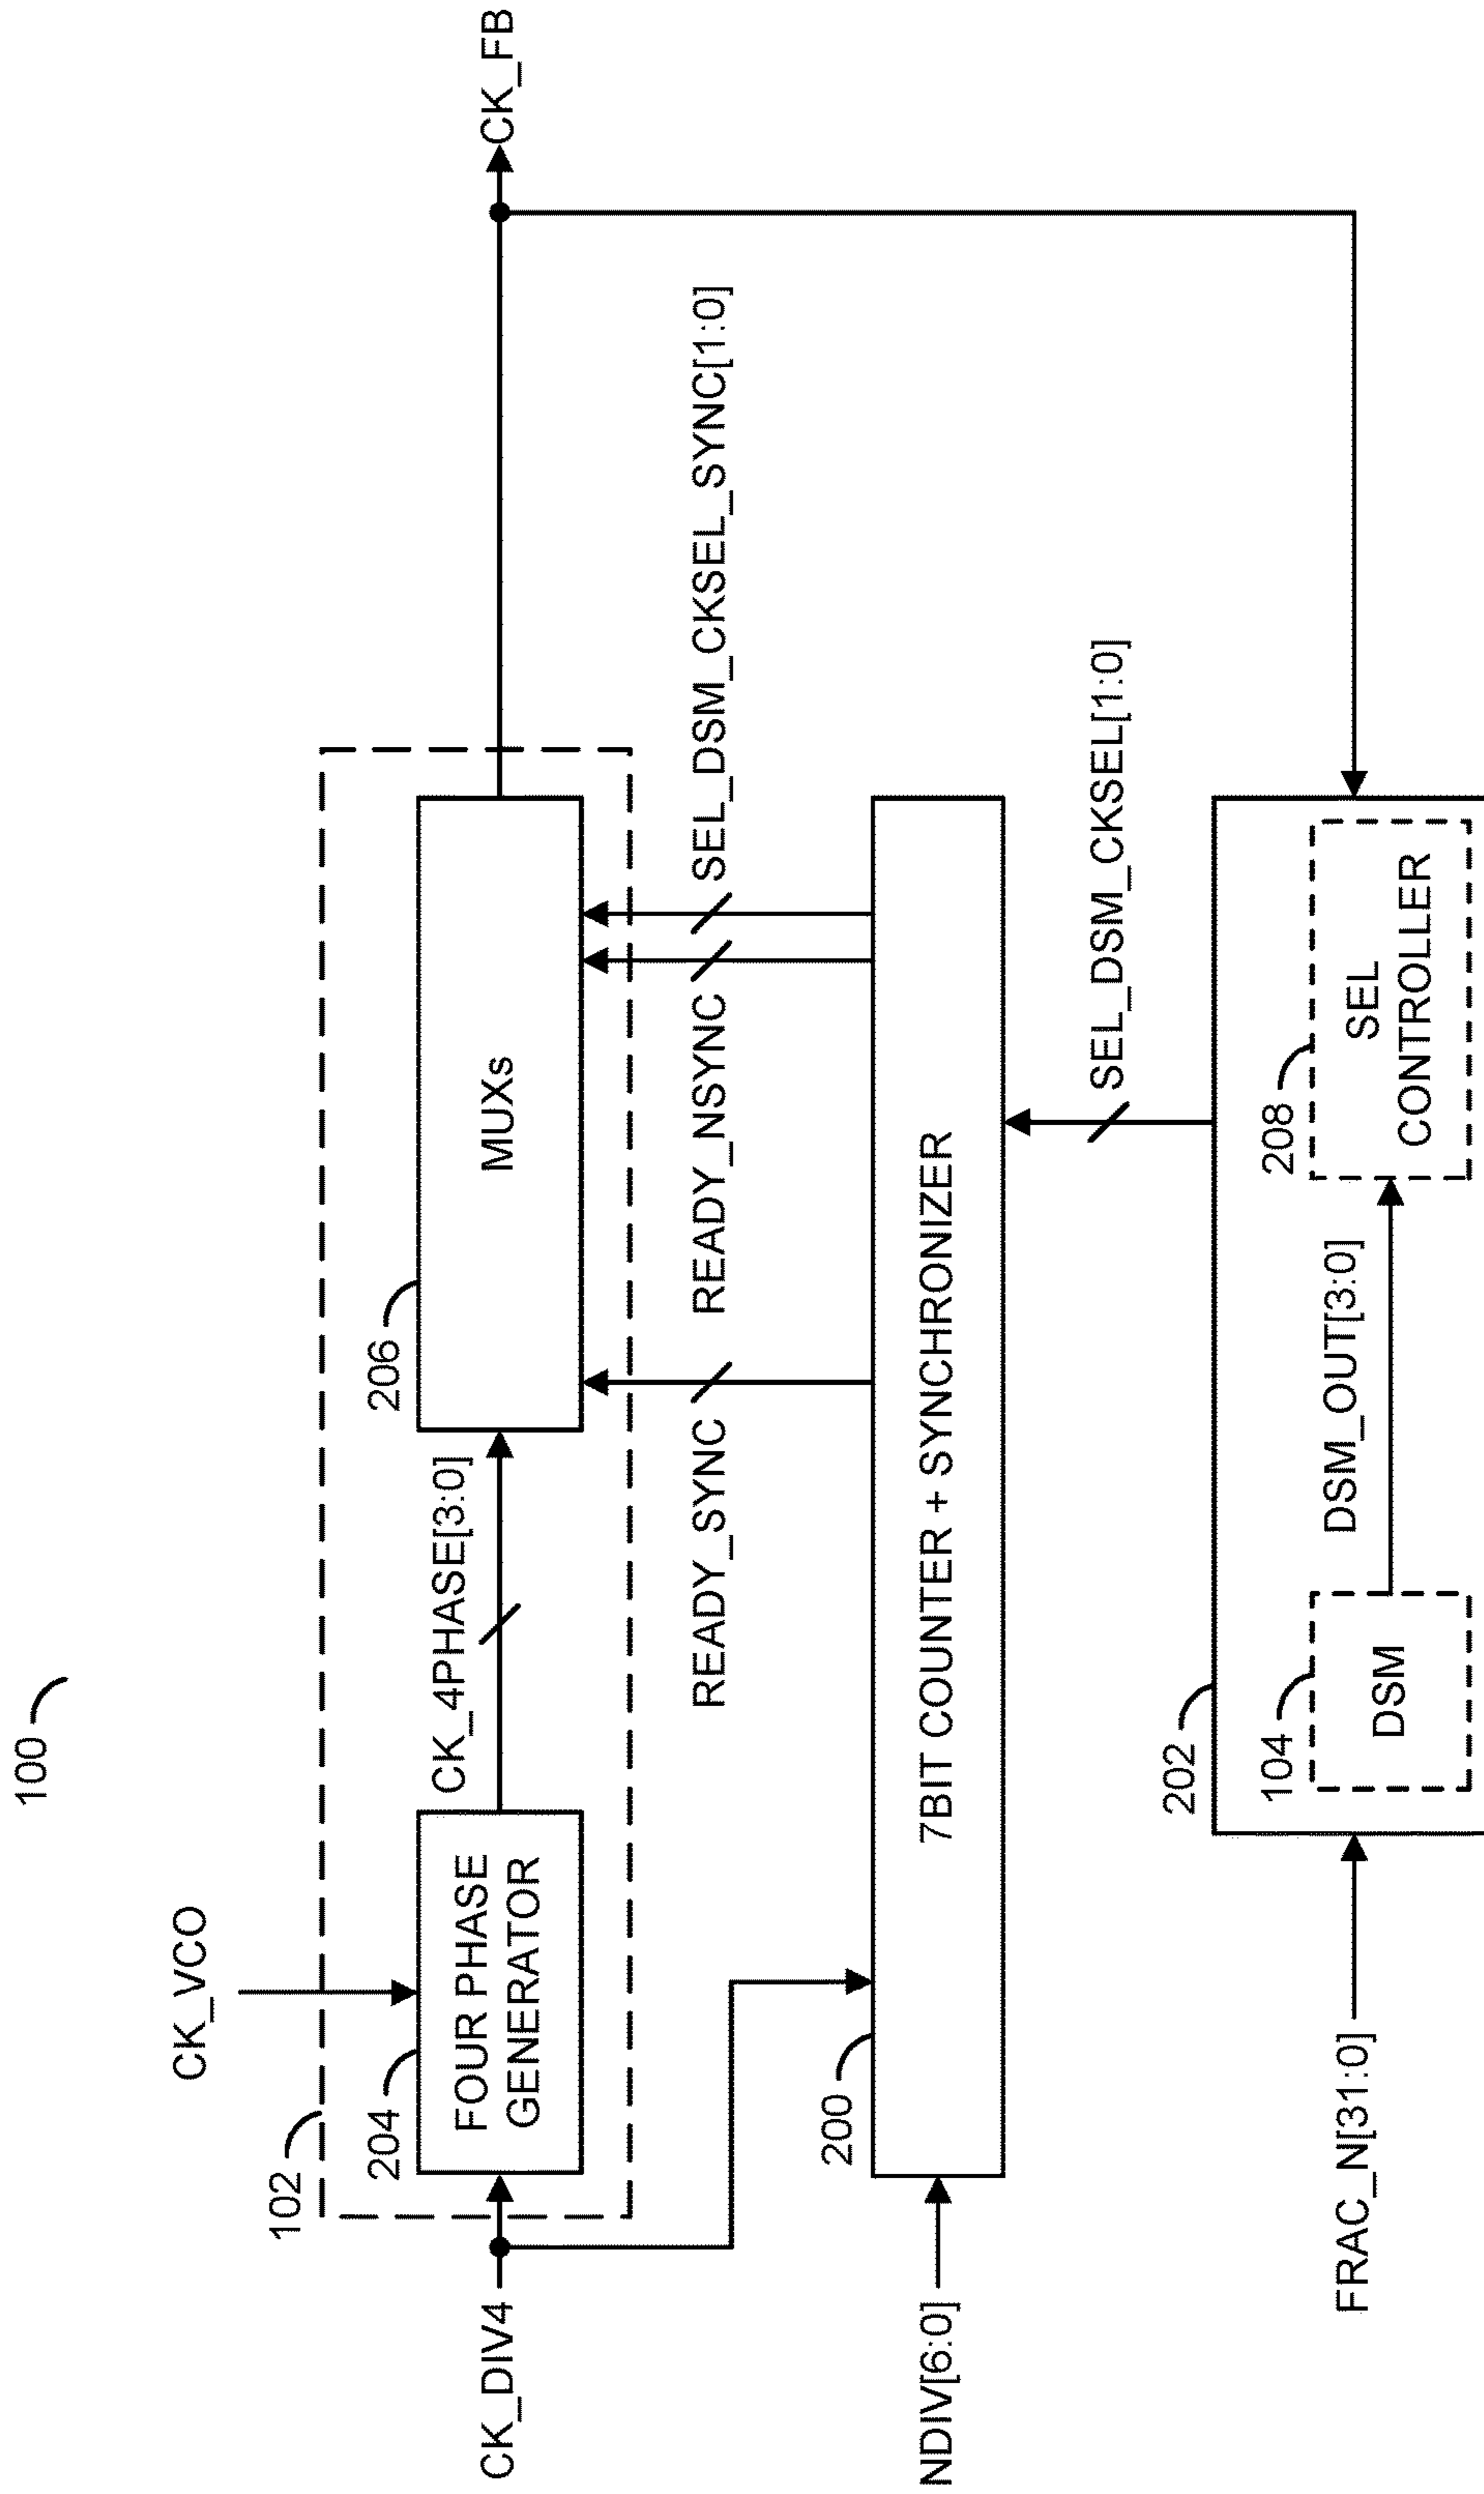 100
CK_VCO
102
204
206
CK_DIV4
FOUR PHASE
GENERATOR
CK_4PHASE[3:0]
MUXs
CK_FB
READY_SYNC
READY_NSYNC
SEL_DSM_CKSEL_SYNC[1:0]
200
NDIV[6:0]
7BIT COUNTER + SYNCHRONIZER
SEL_DSM_CKSEL[1:0]
202
104
208
FRAC_N[31:0]
DSM
DSM_OUT[3:0]
SEL
CONTROLLER